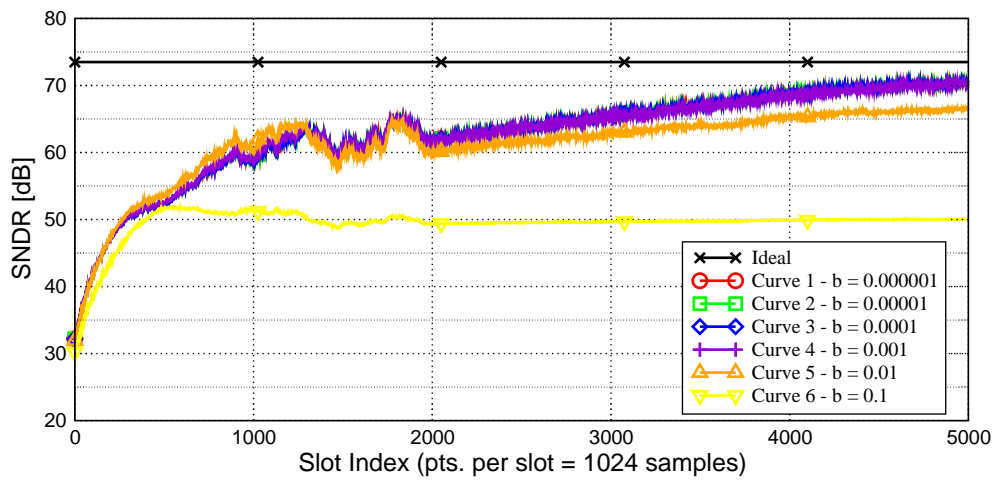 80
70
60
50
40
30
20
SNDR [dB]
0
1000
2000
3000
4000
5000
Slot Index (pts. per slot = 1024 samples)
Ideal
Curve 1 - b = 0.000001
Curve 2 - b = 0.00001
Curve 3 - b = 0.0001
Curve 4 - b = 0.001
Curve 5 - b = 0.01
Curve 6 - b = 0.1